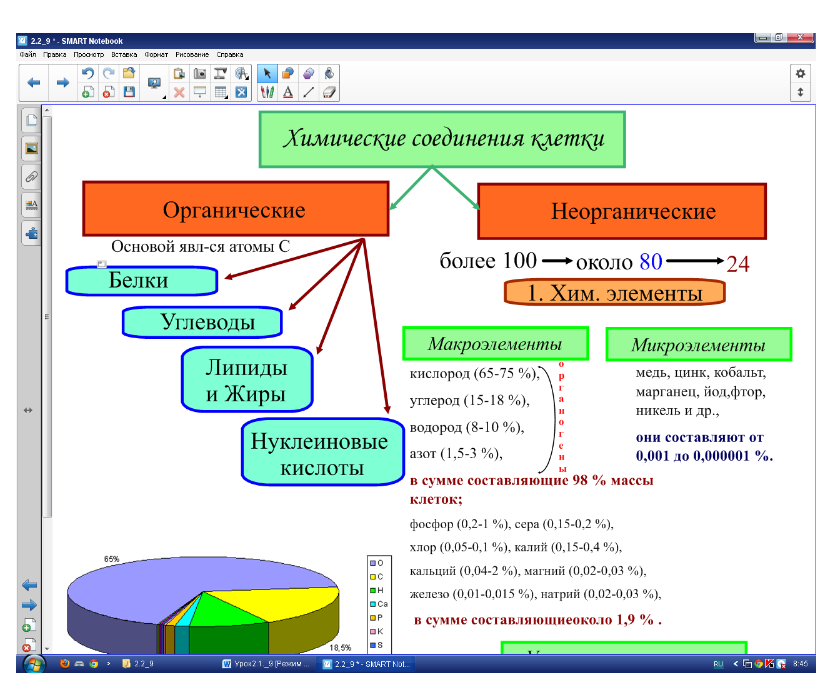 2.2_9 * - SMART Notebook
Файл Правка Просмотр Вставка Формат Рисование Справка
Химические соединения клетки
Органические
Неорганические
Основой явл-ся атомы С
более 100 около 80 24
Белки
1. Хим. элементы
Углеводы
Липиды
и Жиры
Нуклеиновые
кислоты
Макроэлементы
Микроэлементы
кислород (65-75 %),
углерод (15-18 %),
водород (8-10 %),
азот (1,5-3 %),
органогены
медь, цинк, кобальт,
марганец, йод,фтор,
никель и др.,
они составляют от
0,001 до 0,000001 %.
в сумме составляющие 98 % массы
клеток;
фосфор (0,2-1 %), сера (0,15-0,2 %),
хлор (0,05-0,1 %), калий (0,15-0,4 %),
кальций (0,04-2 %), магний (0,02-0,03 %),
железо (0,01-0,015 %), натрий (0,02-0,03 %),
в сумме составляющиеоколо 1,9 % .
65%
18,5%
O
C
H
Ca
P
K
S
2.2_9
Урок2.1._9 [Режим ...
2.2_9 * - SMART Not...
RU
8:46